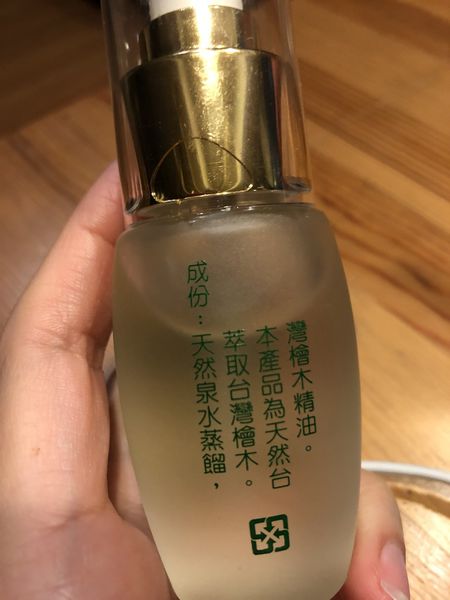 成份：天然泉水蒸餾，
萃取台灣檜木。
本產品為天然台
灣檜木精油。